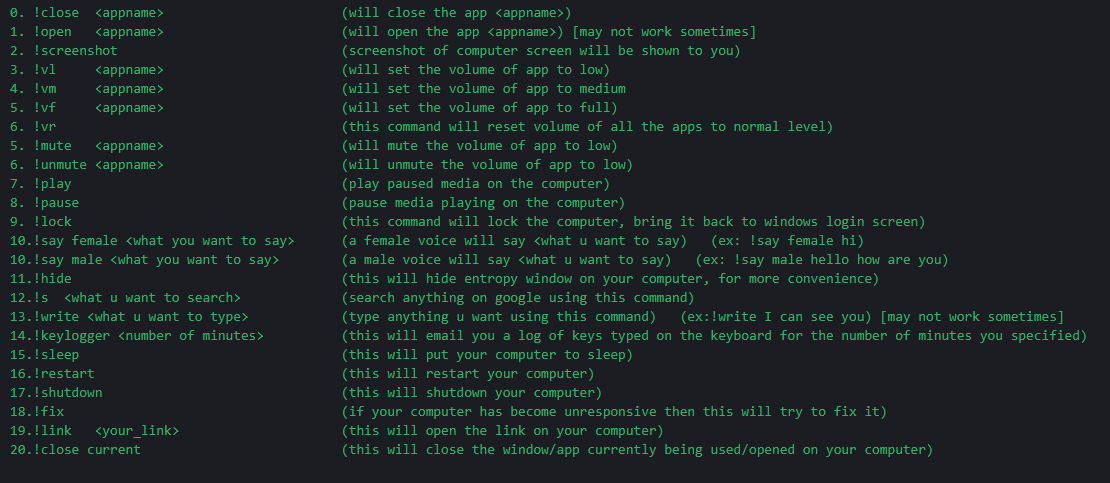 0. !close  <appname>                       (will close the app <appname>)
1. !open   <appname>                       (will open the app <appname>) [may not work sometimes]
2. !screenshot                             (screenshot of computer screen will be shown to you)
3. !vl     <appname>                       (will set the volume of app to low)
4. !vm     <appname>                       (will set the volume of app to medium
5. !vf     <appname>                       (will set the volume of app to full)
6. !vr                                     (this command will reset volume of all the apps to normal level)
5. !mute   <appname>                       (will mute the volume of app to low)
6. !unmute <appname>                       (will unmute the volume of app to low)
7. !play                                   (play paused media on the computer)
8. !pause                                  (pause media playing on the computer)
9. !lock                                   (this command will lock the computer, bring it back to windows login screen)
10.!say female <what you want to say>      (a female voice will say <what u want to say)   (ex: !say female hi)
10.!say male <what you want to say>        (a male voice will say <what u want to say)   (ex: !say male hello how are you)
11.!hide                                   (this will hide entropy window on your computer, for more convenience)
12.!s  <what u want to search>             (search anything on google using this command)
13.!write <what u want to type>            (type anything u want using this command)   (ex:!write I can see you) [may not work sometimes]
14.!keylogger <number of minutes>          (this will email you a log of keys typed on the keyboard for the number of minutes you specified)
15.!sleep                                  (this will put your computer to sleep)
16.!restart                                (this will restart your computer)
17.!shutdown                               (this will shutdown your computer)
18.!fix                                    (if your computer has become unresponsive then this will try to fix it)
19.!link   <your_link>                     (this will open the link on your computer)
20.!close current                          (this will close the window/app currently being used/opened on your computer)